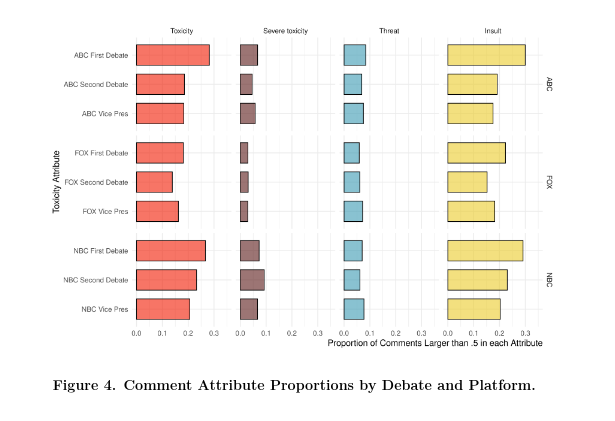 Toxicity Severe toxicity Threat Insult
ABC First Debate
ABC Second Debate
ABC Vice Pres
ABC
FOX First Debate
FOX Second Debate
FOX Vice Pres
FOX
NBC First Debate
NBC Second Debate
NBC Vice Pres
NBC
Toxicity Attribute
0.0 0.1 0.2 0.3 0.0 0.1 0.2 0.3 0.0 0.1 0.2 0.3 0.0 0.1 0.2 0.3
Proportion of Comments Larger than .5 in each Attribute
Figure 4. Comment Attribute Proportions by Debate and Platform.